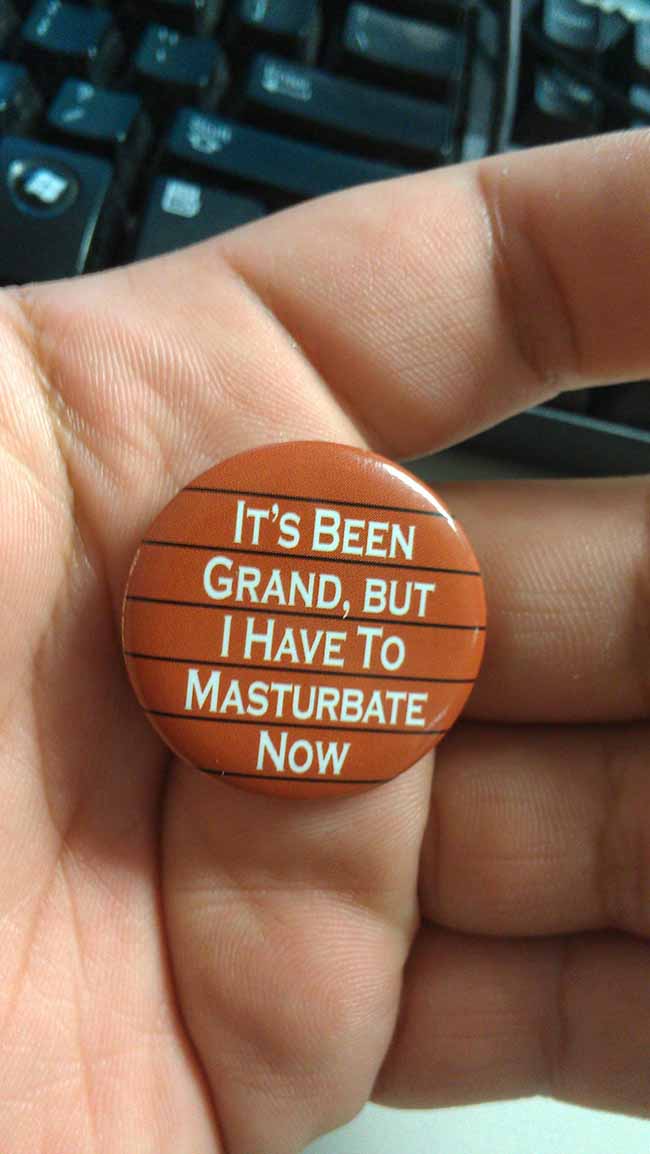 It's Been
Grand, but
I Have To
Masturbate
Now